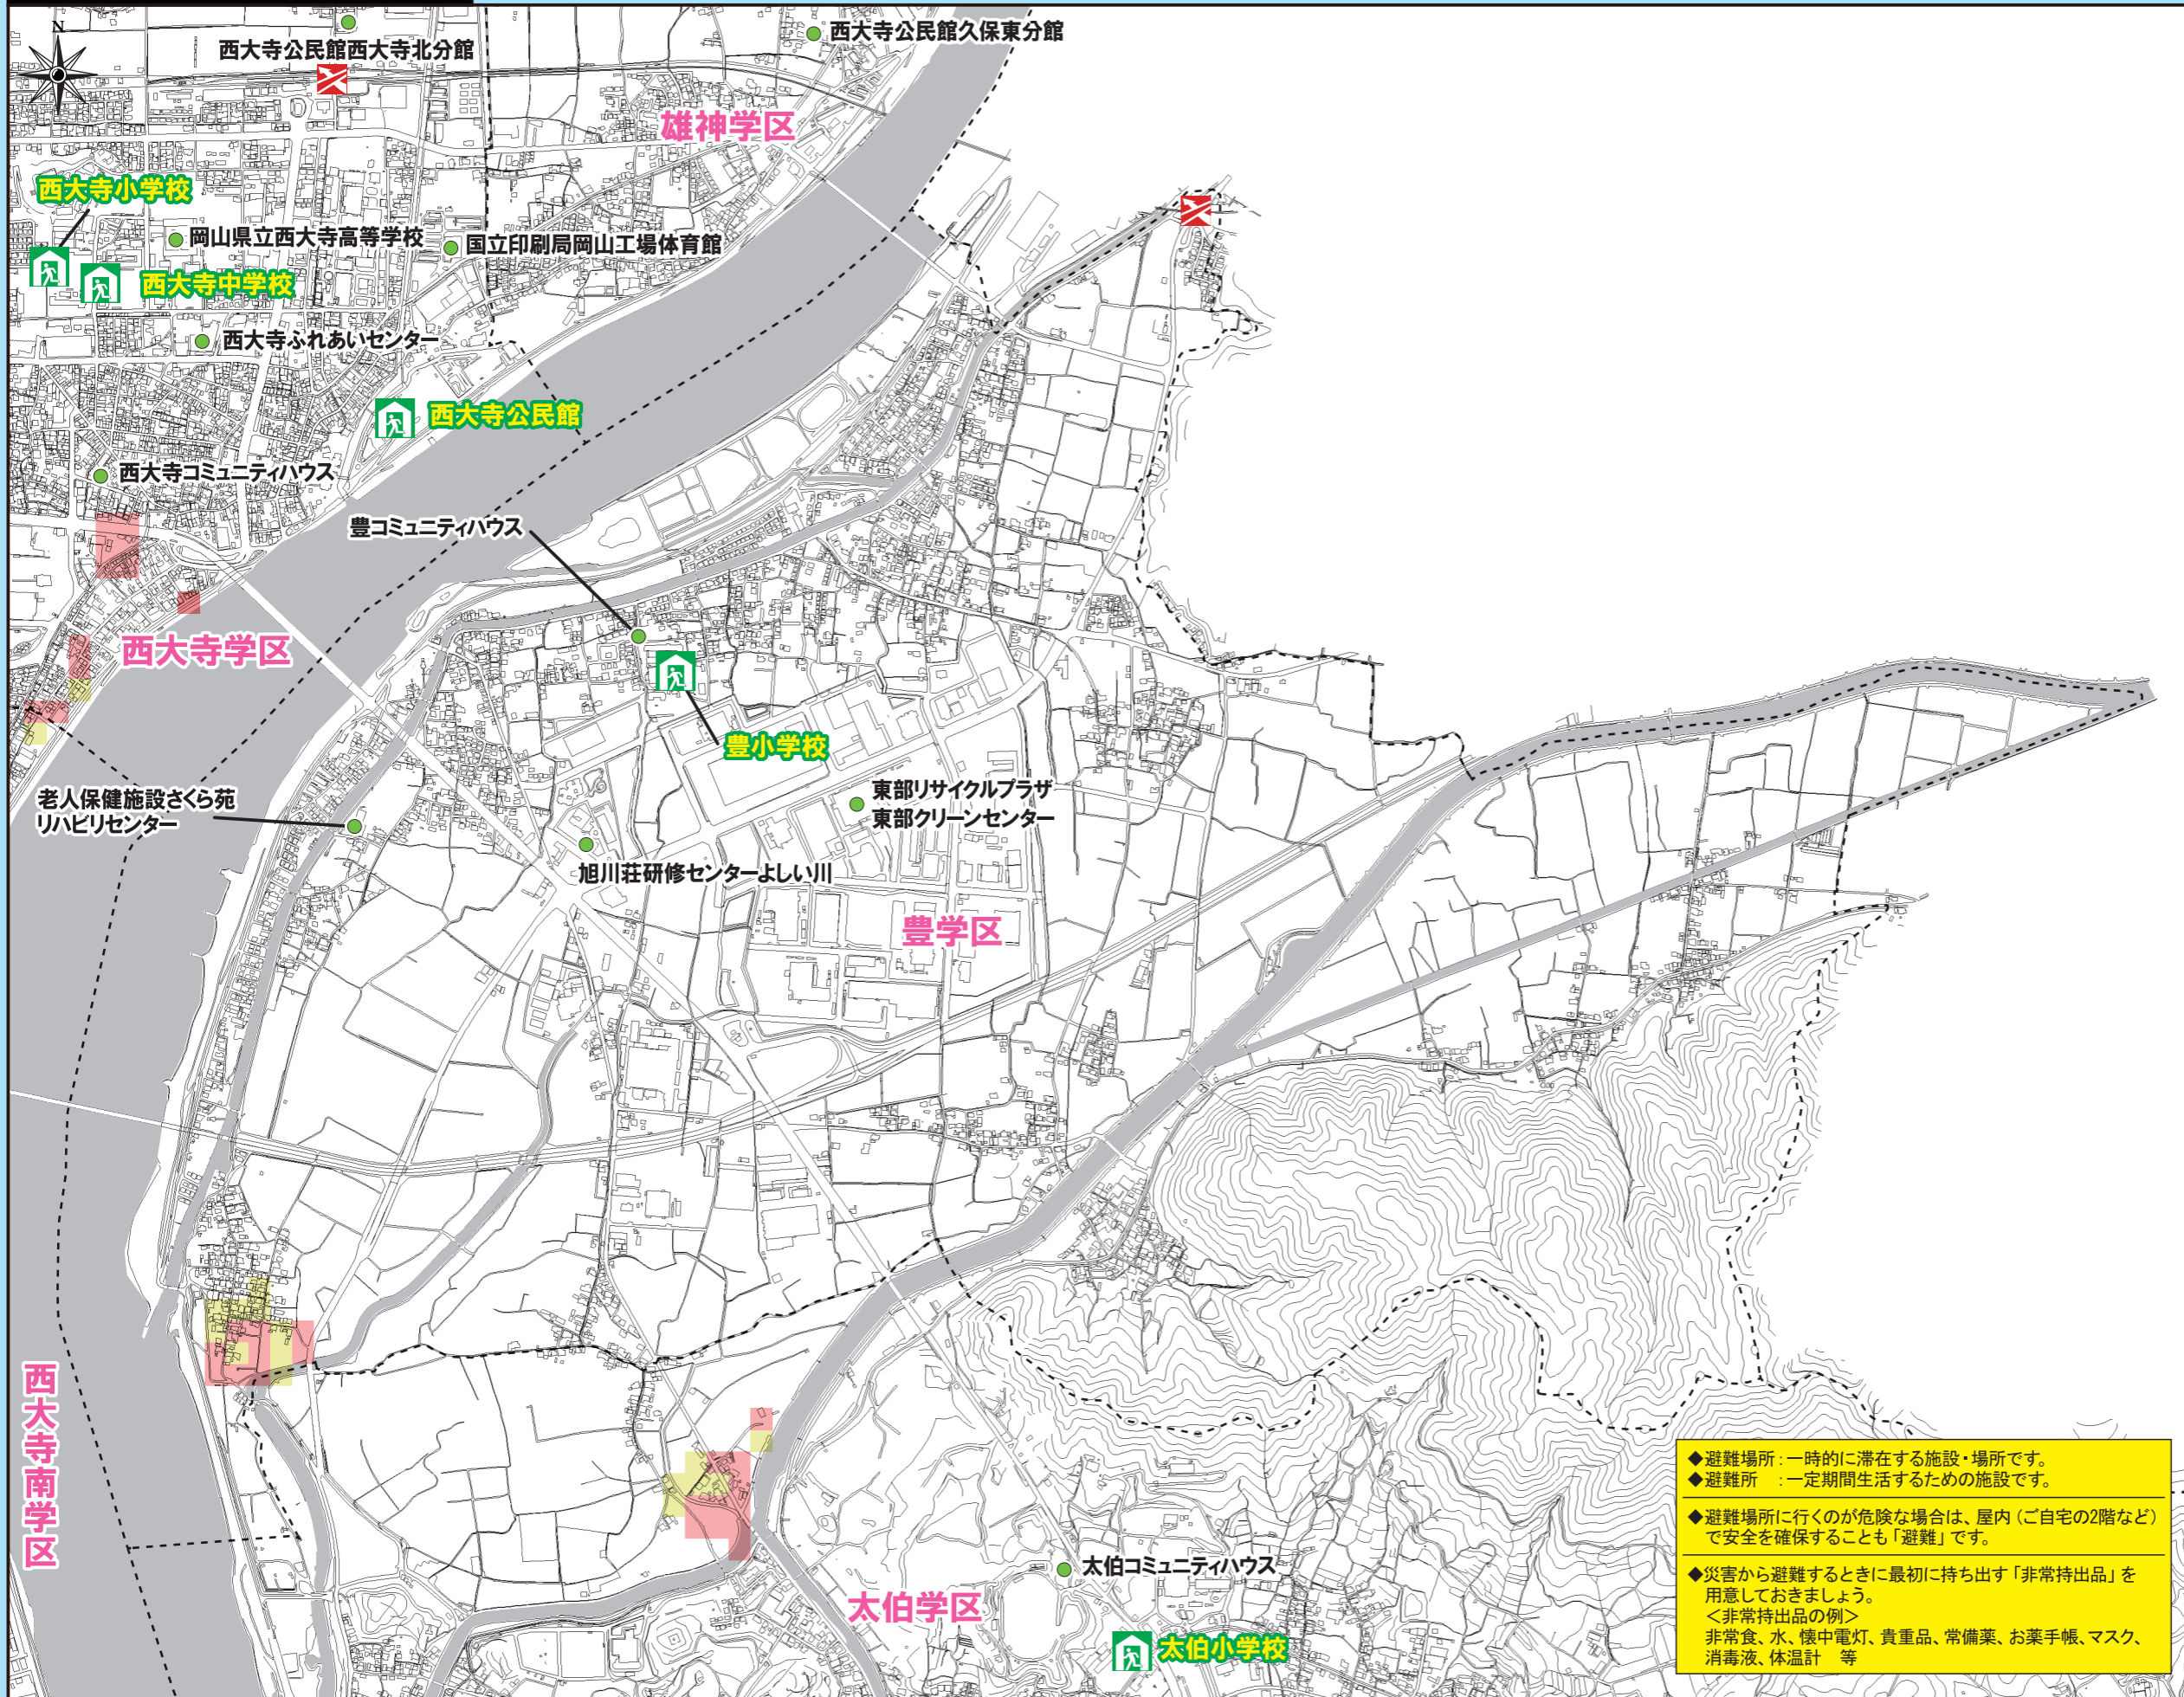 N
西大寺公民館西大寺北分館
西大寺公民館久保東分館
雄神学区
西大寺小学校
岡山県立西大寺高等学校
国立印刷局岡山工場体育館
西大寺中学校
西大寺ふれあいセンター
西大寺公民館
西大寺コミュニティハウス
豊コミュニティハウス
西大寺学区
豊小学校
老人保健施設さくら苑
リハビリセンター
東部リサイクルプラザ
東部クリーンセンター
旭川荘研修センターよしい川
豊学区
西大寺南学区
太伯コミュニティハウス
太伯学区
太伯小学校
◆避難場所：一時的に滞在する施設・場所です。
◆避難所　：一定期間生活するための施設です。
◆避難場所に行くのが危険な場合は、屋内（ご自宅の2階など）
で安全を確保することも「避難」です。
◆災害から避難するときに最初に持ち出す「非常持出品」を
用意しておきましょう。
＜非常持出品の例＞
非常食、水、懐中電灯、貴重品、常備薬、お薬手帳、マスク、
消毒液、体温計　等